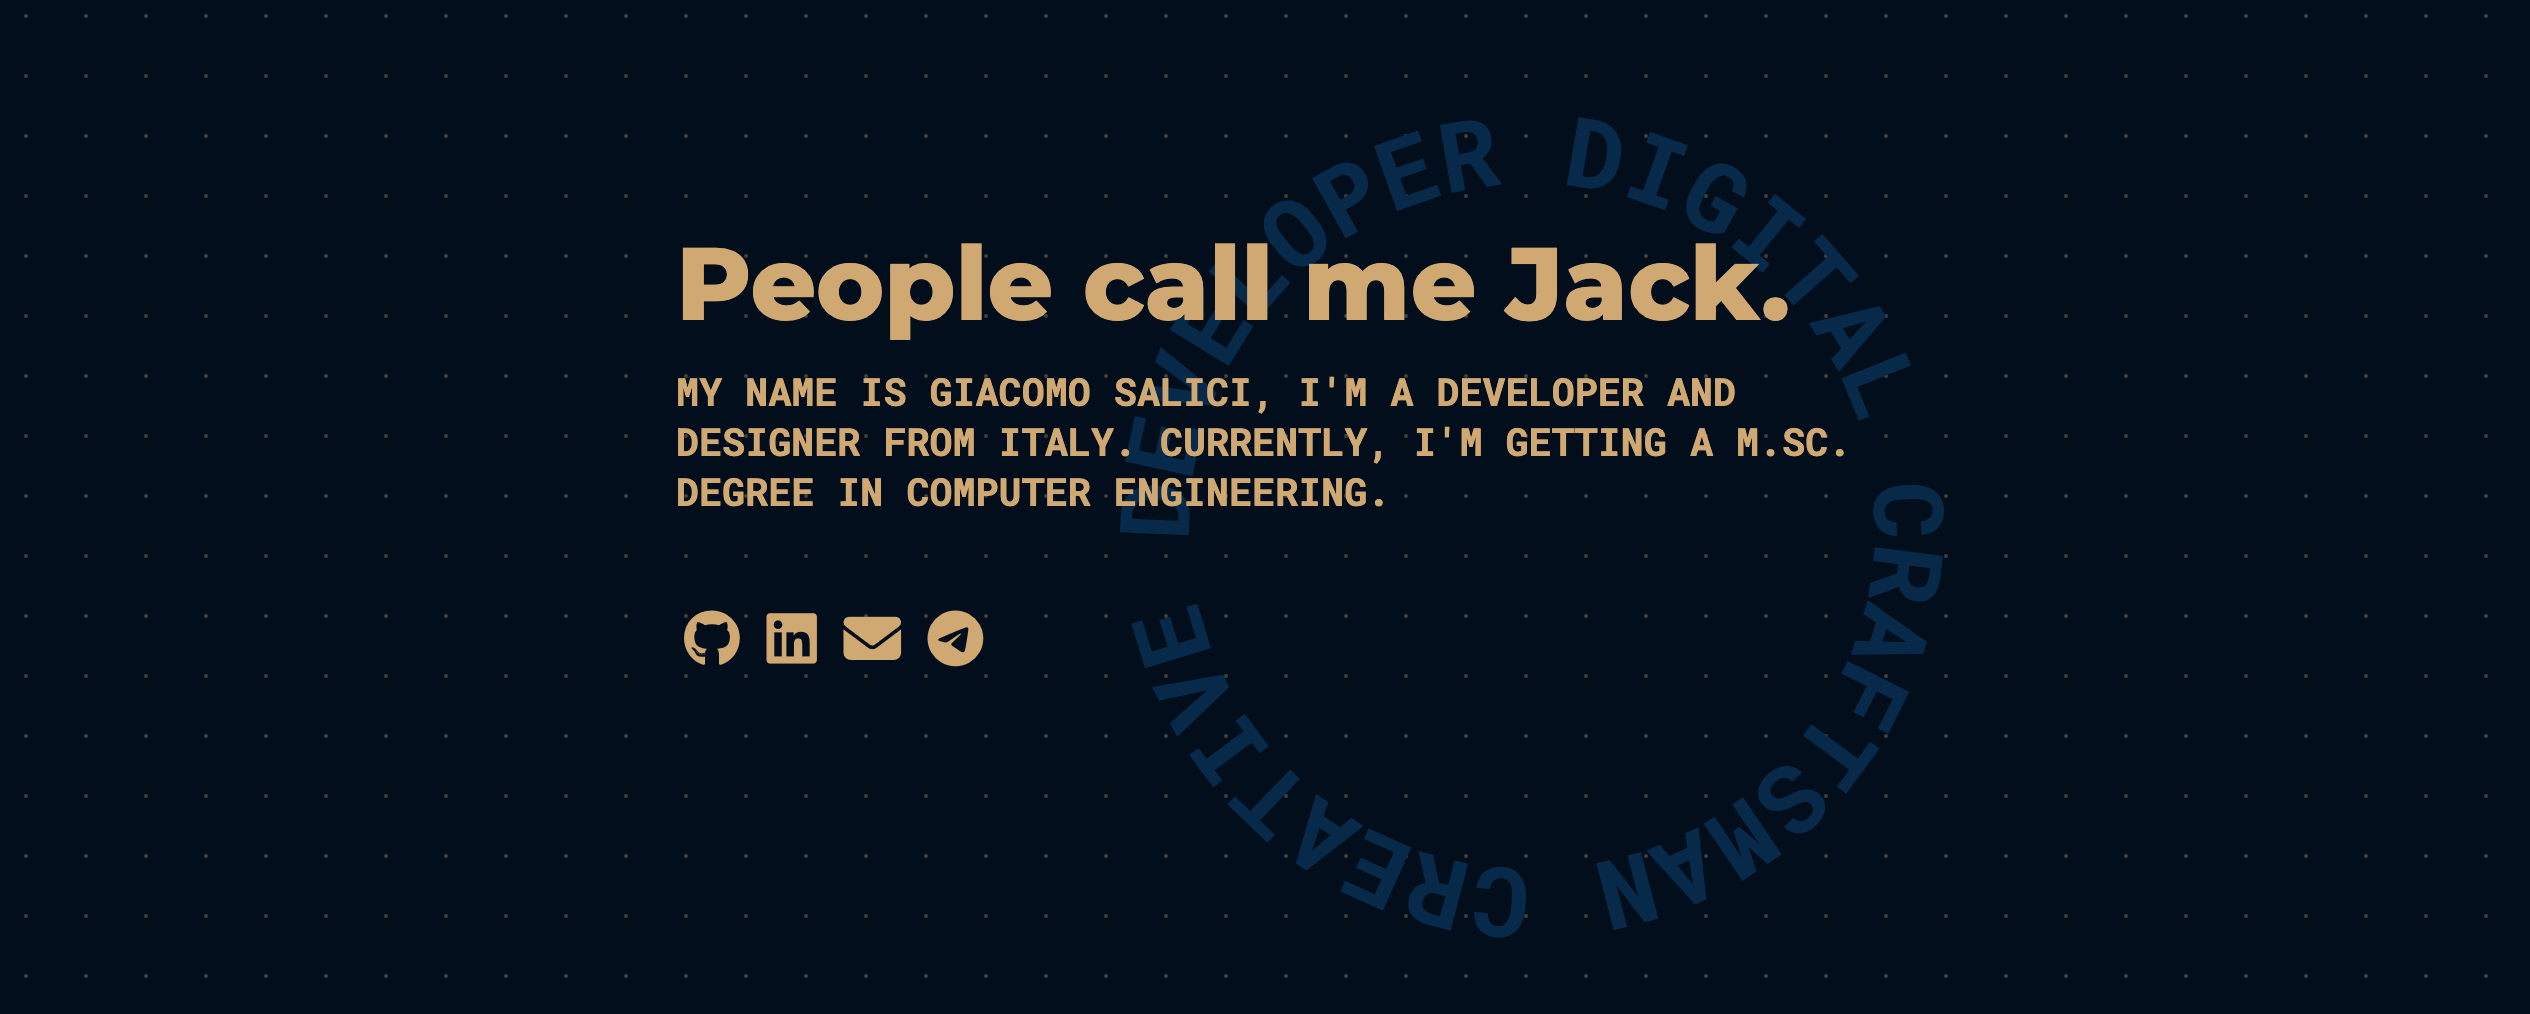 People call me Jack.
MY NAME IS GIACOMO SALICI, I'M A DEVELOPER AND
DESIGNER FROM ITALY. CURRENTLY, I'M GETTING A M.SC.
DEGREE IN COMPUTER ENGINEERING.
in
CREATIVE DEVELOPER DIGITAL CRAFTSMAN